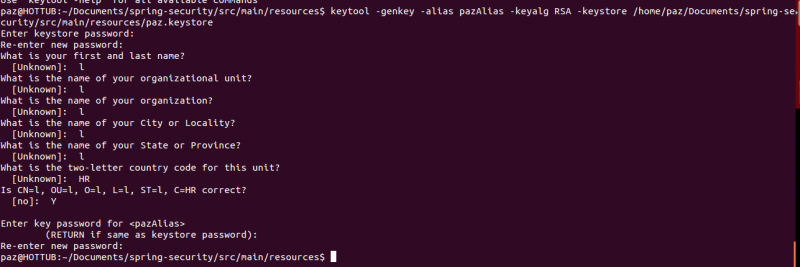 Use "keytool -help" for all available commands
paz@HOTTUB:~/Documents/spring-security/src/main/resources$ keytool -genkey -alias pazAlias -keyalg RSA -keystore /home/paz/Documents/spring-se
curity/src/main/resources/paz.keystore
Enter keystore password:
Re-enter new password:
What is your first and last name?
[Unknown]: l
What is the name of your organizational unit?
[Unknown]: l
What is the name of your organization?
[Unknown]: l
What is the name of your City or Locality?
[Unknown]: l
What is the name of your State or Province?
[Unknown]: l
What is the two-letter country code for this unit?
[Unknown]: HR
Is CN=l, OU=l, O=l, L=l, ST=l, C=HR correct?
[no]: Y
Enter key password for <pazAlias>
(RETURN if same as keystore password):
Re-enter new password:
paz@HOTTUB:~/Documents/spring-security/src/main/resources$